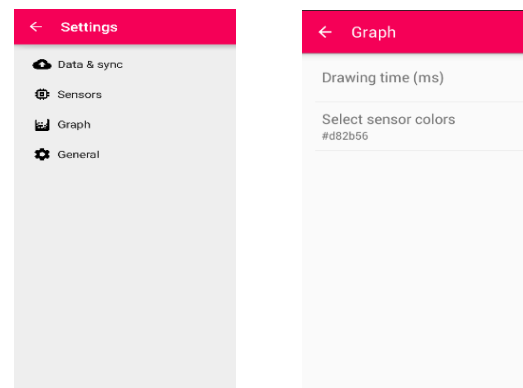 Settings
Data & sync
Sensors
Graph
General
Graph
Drawing time (ms)
Select sensor colors
#d82b56